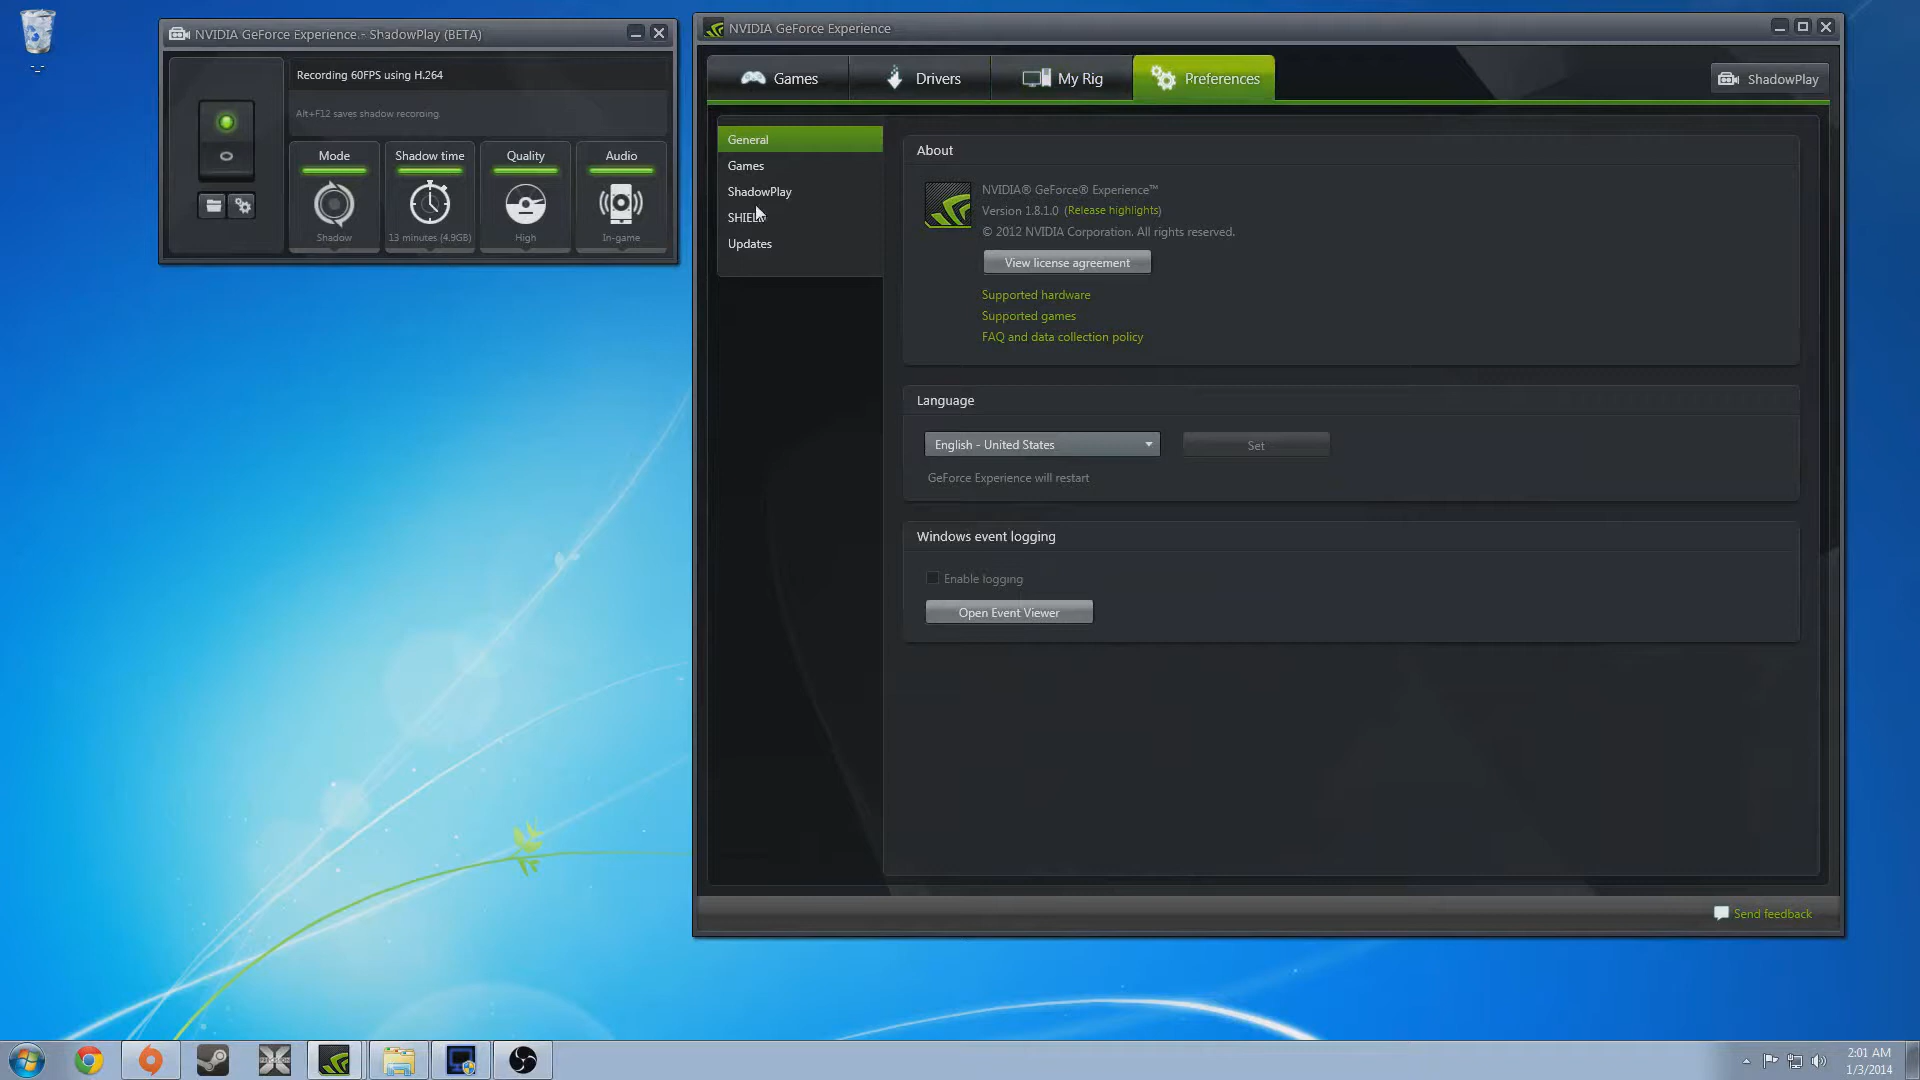 NVIDIA GeForce Experience - ShadowPlay (BETA)
Recording 60FPS using H.264
Alt+F12 saves shadow recording.
Mode
Shadow time
Quality
Audio
Shadow
13 minutes (4.9GB)
High
In-game
-_-
NVIDIA GeForce Experience
Games
Drivers
My Rig
Preferences
ShadowPlay
General
Games
ShadowPlay
SHIELD
Updates
About
NVIDIA® GeForce® Experience™
Version 1.8.1.0 (Release highlights)
© 2012 NVIDIA Corporation. All rights reserved.
View license agreement
Supported hardware
Supported games
FAQ and data collection policy
Language
English - United States
Set
GeForce Experience will restart
Windows event logging
Enable logging
Open Event Viewer
Send feedback
2:01 AM
1/3/2014